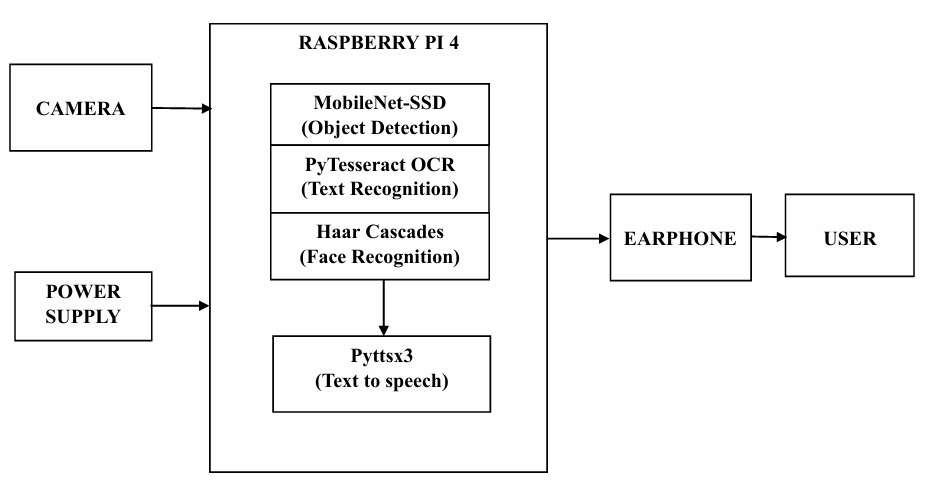 RASPBERRY PI 4
CAMERA
MobileNet-SSD
(Object Detection)
PyTesseract OCR
(Text Recognition)
Haar Cascades
(Face Recognition)
POWER
SUPPLY
Pyttsx3
(Text to speech)
EARPHONE
USER